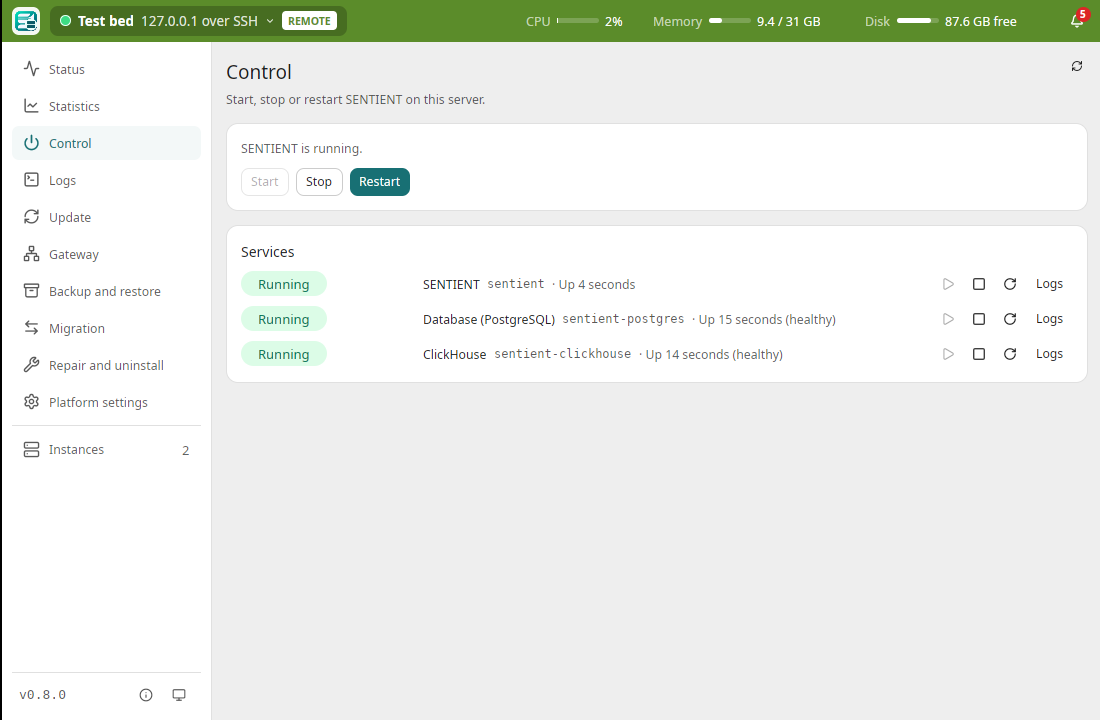 Test bed 127.0.0.1 over SSH REMOTE CPU 2% Memory 9.4 / 31 GB Disk 87.6 GB free 5
Status
Statistics
Control
Logs
Update
Gateway
Backup and restore
Migration
Repair and uninstall
Platform settings
Instances 2
v0.8.0
Control
Start, stop or restart SENTIENT on this server.
SENTIENT is running.
Start Stop Restart
Services
Running SENTIENT sentient · Up 4 seconds Logs
Running Database (PostgreSQL) sentient-postgres · Up 15 seconds (healthy) Logs
Running ClickHouse sentient-clickhouse · Up 14 seconds (healthy) Logs